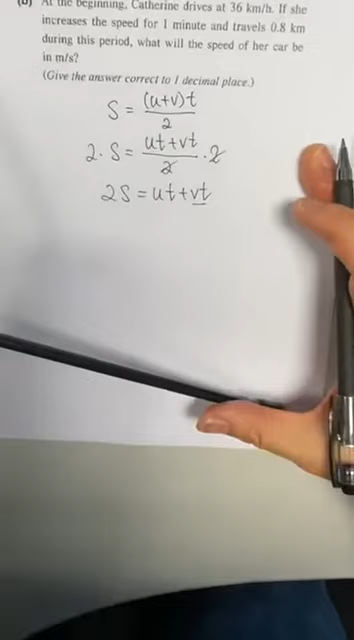 (b) At the beginning, Catherine drives at 36 km/h. If she
increases the speed for 1 minute and travels 0.8 km
during this period, what will the speed of her car be
in m/s?
(Give the answer correct to 1 decimal place.)
S = (u+v)t / 2
2. S = ut+vt / 2 . 2
2S = ut+vt